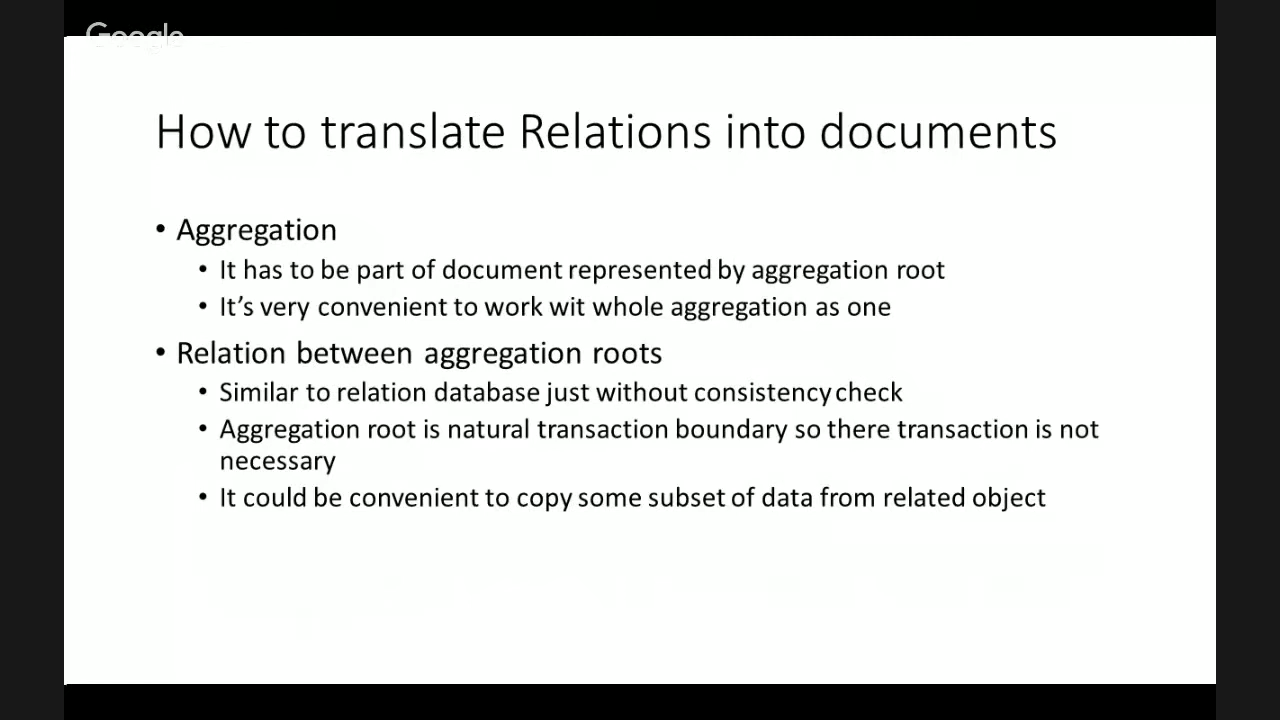 Google
How to translate Relations into documents
• Aggregation
• It has to be part of document represented by aggregation root
• It's very convenient to work wit whole aggregation as one
• Relation between aggregation roots
• Similar to relation database just without consistency check
• Aggregation root is natural transaction boundary so there transaction is not
necessary
• It could be convenient to copy some subset of data from related object